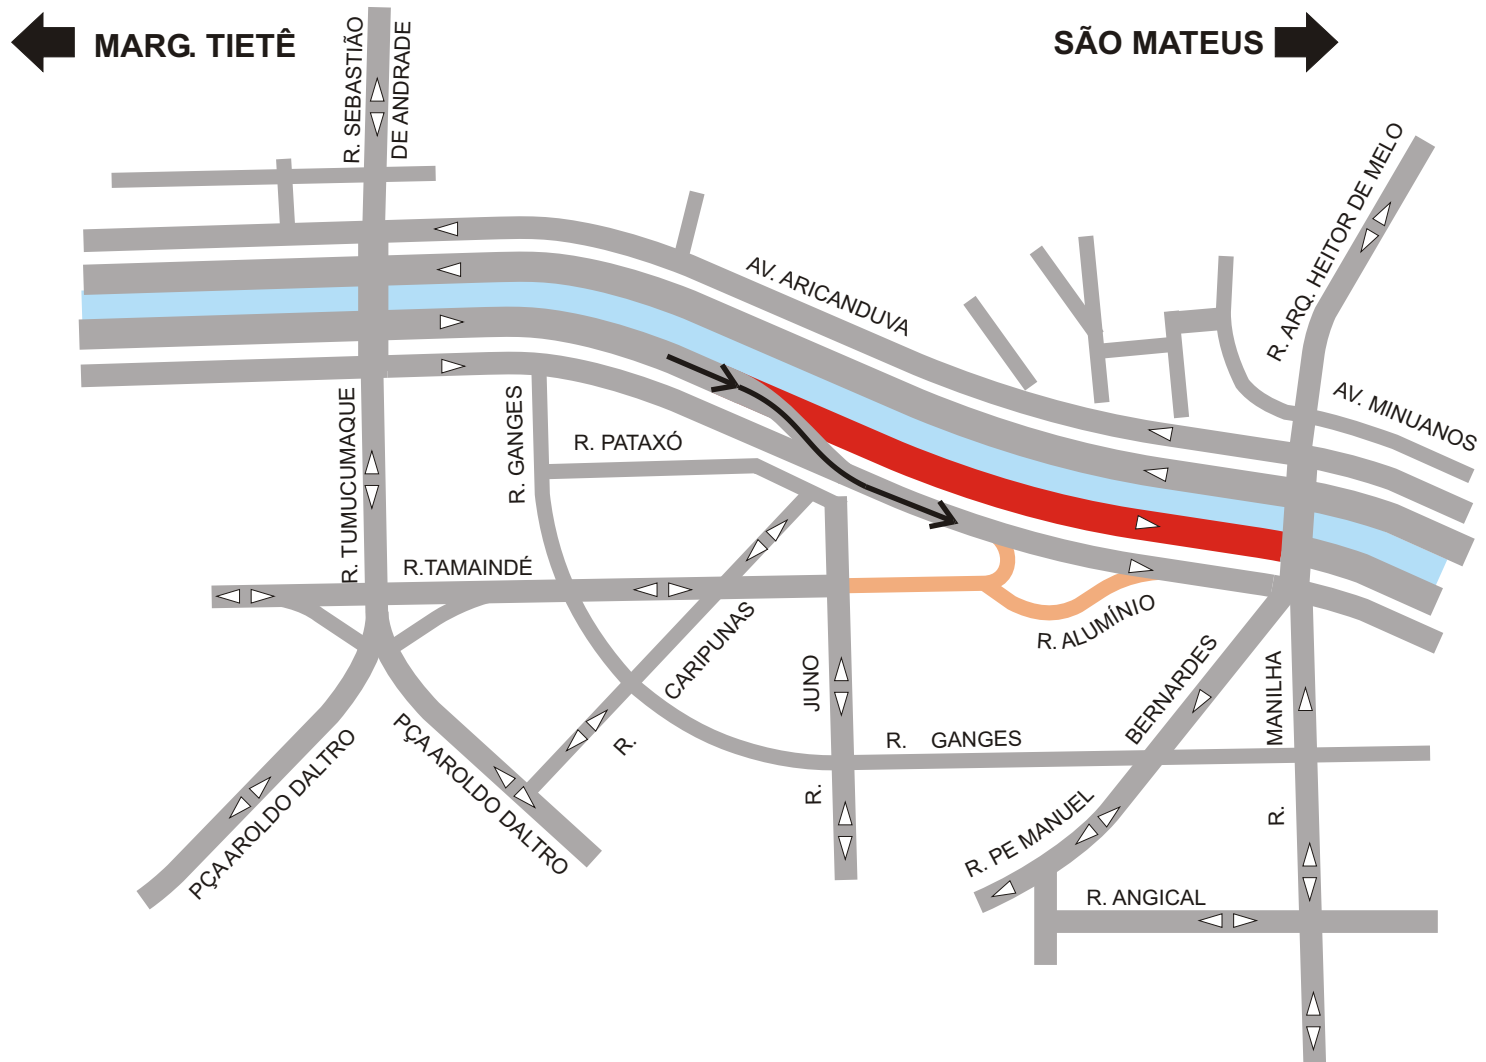 MARG. TIETÊ
SÃO MATEUS
R. SEBASTIÃO
DE ANDRADE
R. ARQ. HEITOR DE MELO
AV. ARICANDUVA
AV. MINUANOS
R. TUMUCUMAQUE
R. GANGES
R. PATAXÓ
R.TAMAINDÉ
R. CARIPUNAS
R. JUNO
R. ALUMÍNIO
R. GANGES
BERNARDES
R. PE MANUEL
R. MANILHA
PÇA AROLDO DALTRO
PÇA AROLDO DALTRO
R. ANGICAL